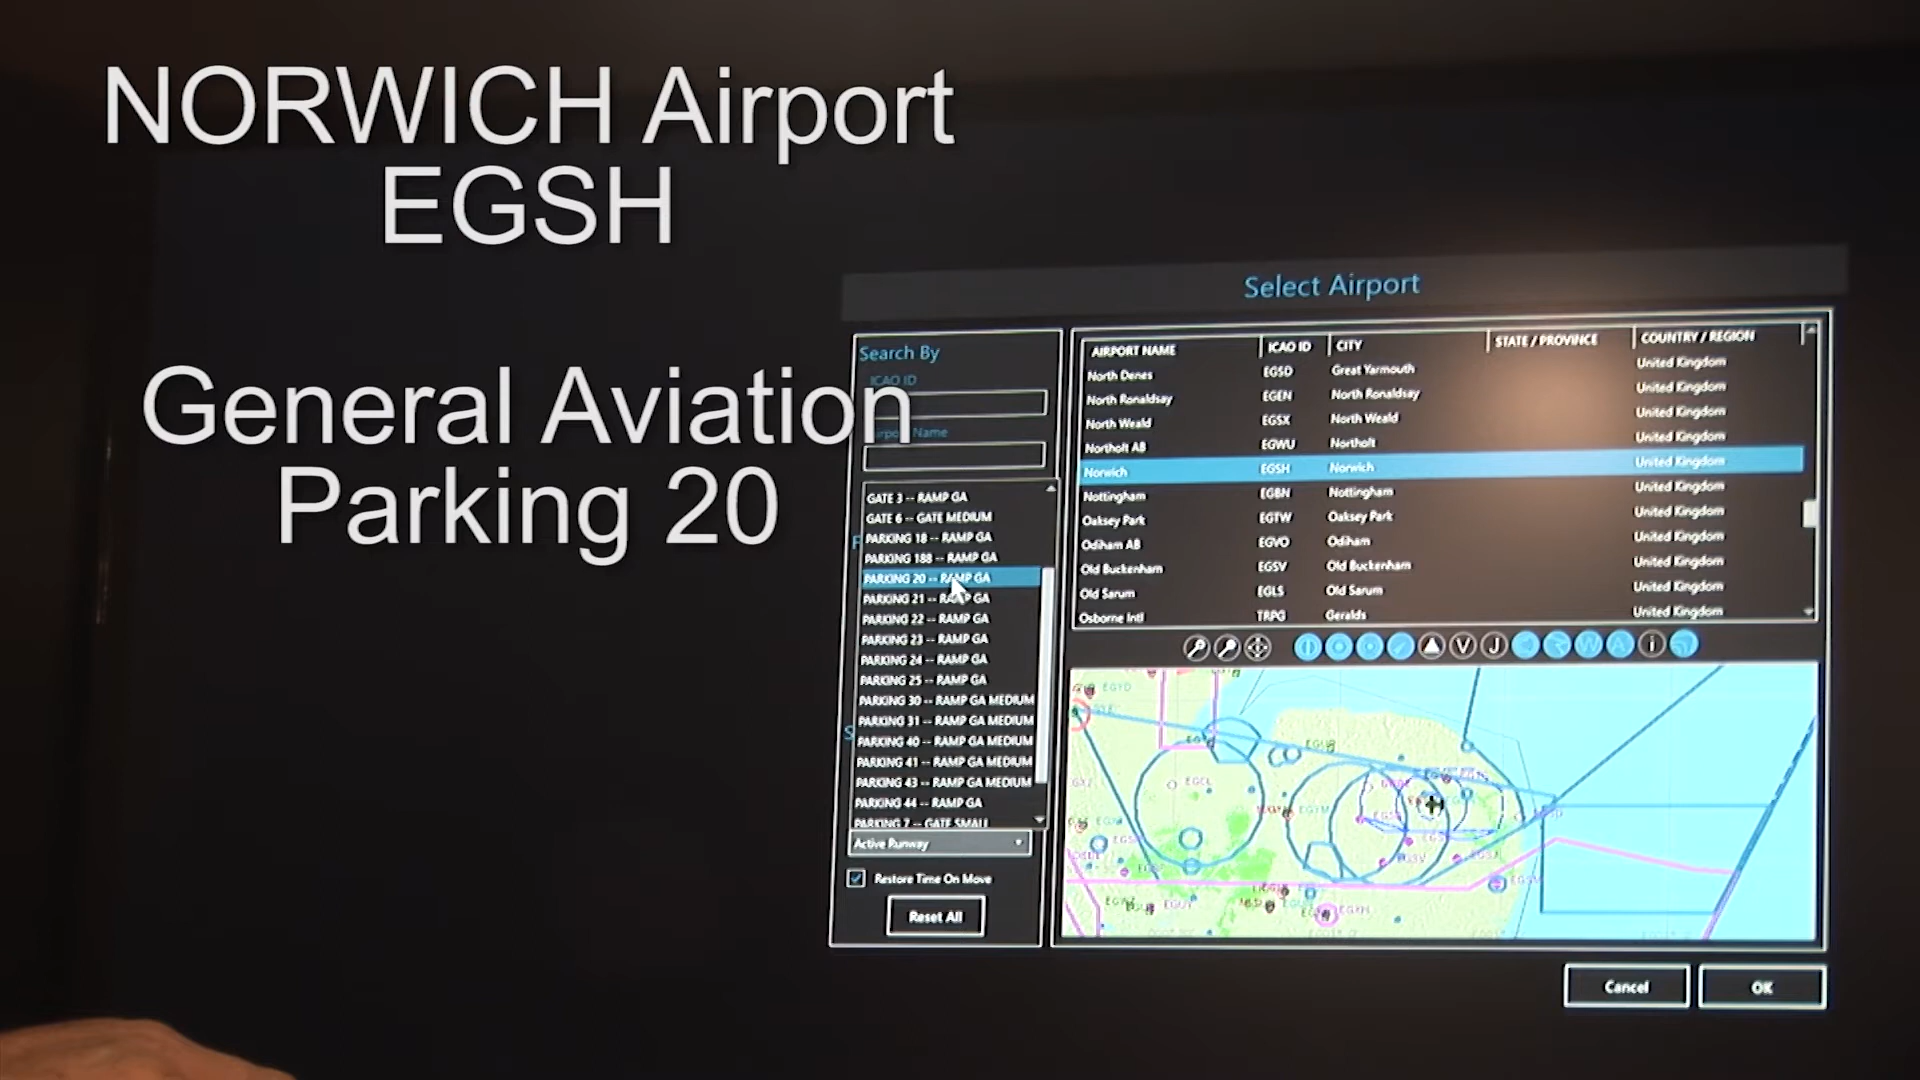 NORWICH Airport
EGSH
General Aviation
Parking 20
Select Airport
Search By
ICAO ID
Airport Name
GATE 3 -- RAMP GA
GATE 6 -- GATE MEDIUM
PARKING 18 -- RAMP GA
PARKING 188 -- RAMP GA
PARKING 20 -- RAMP GA
PARKING 21 -- RAMP GA
PARKING 22 -- RAMP GA
PARKING 23 -- RAMP GA
PARKING 24 -- RAMP GA
PARKING 25 -- RAMP GA
PARKING 30 -- RAMP GA MEDIUM
PARKING 31 -- RAMP GA MEDIUM
PARKING 40 -- RAMP GA MEDIUM
PARKING 41 -- RAMP GA MEDIUM
PARKING 43 -- RAMP GA MEDIUM
PARKING 44 -- RAMP GA
PARKING 7 -- GATE SMALL
Active Runway
Restore Time On Move
Reset All
AIRPORT NAME ICAO ID CITY STATE / PROVINCE COUNTRY / REGION
North Denes EGSD Great Yarmouth United Kingdom
North Ronaldsay EGEN North Ronaldsay United Kingdom
North Weald EGSX North Weald United Kingdom
Northolt AB EGWU Northolt United Kingdom
Norwich EGSH Norwich United Kingdom
Nottingham EGBN Nottingham United Kingdom
Oaksey Park EGTW Oaksey Park United Kingdom
Odiham AB EGVO Odiham United Kingdom
Old Buckenham EGSV Old Buckenham United Kingdom
Old Sarum EGLS Old Sarum United Kingdom
Osborne Intl TRPG Geralds United Kingdom
V J W A i
EGYD
EGCL
Cancel OK